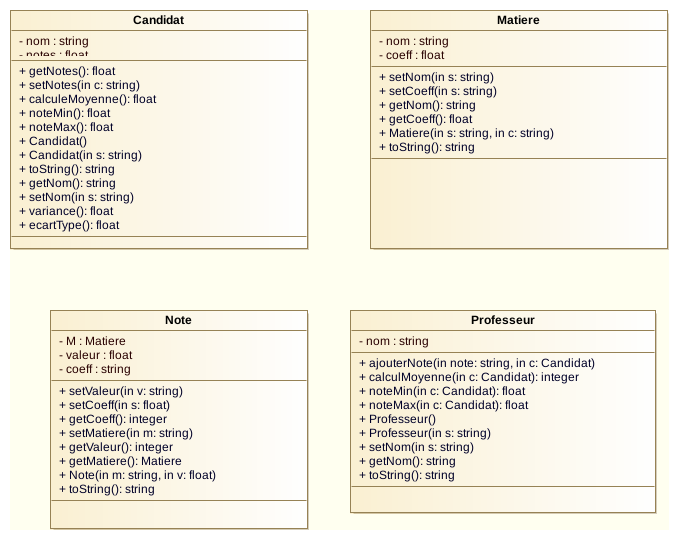 Candidat
- nom : string
- notes : float
+ getNotes(): float
+ setNotes(in c: string)
+ calculeMoyenne(): float
+ noteMin(): float
+ noteMax(): float
+ Candidat()
+ Candidat(in s: string)
+ toString(): string
+ getNom(): string
+ setNom(in s: string)
+ variance(): float
+ ecartType(): float
Matiere
- nom : string
- coeff : float
+ setNom(in s: string)
+ setCoeff(in s: string)
+ getNom(): string
+ getCoeff(): float
+ Matiere(in s: string, in c: string)
+ toString(): string
Note
- M : Matiere
- valeur : float
- coeff : string
+ setValeur(in v: string)
+ setCoeff(in s: float)
+ getCoeff(): integer
+ setMatiere(in m: string)
+ getValeur(): integer
+ getMatiere(): Matiere
+ Note(in m: string, in v: float)
+ toString(): string
Professeur
- nom : string
+ ajouterNote(in note: string, in c: Candidat)
+ calculMoyenne(in c: Candidat): integer
+ noteMin(in c: Candidat): float
+ noteMax(in c: Candidat): float
+ Professeur()
+ Professeur(in s: string)
+ setNom(in s: string)
+ getNom(): string
+ toString(): string